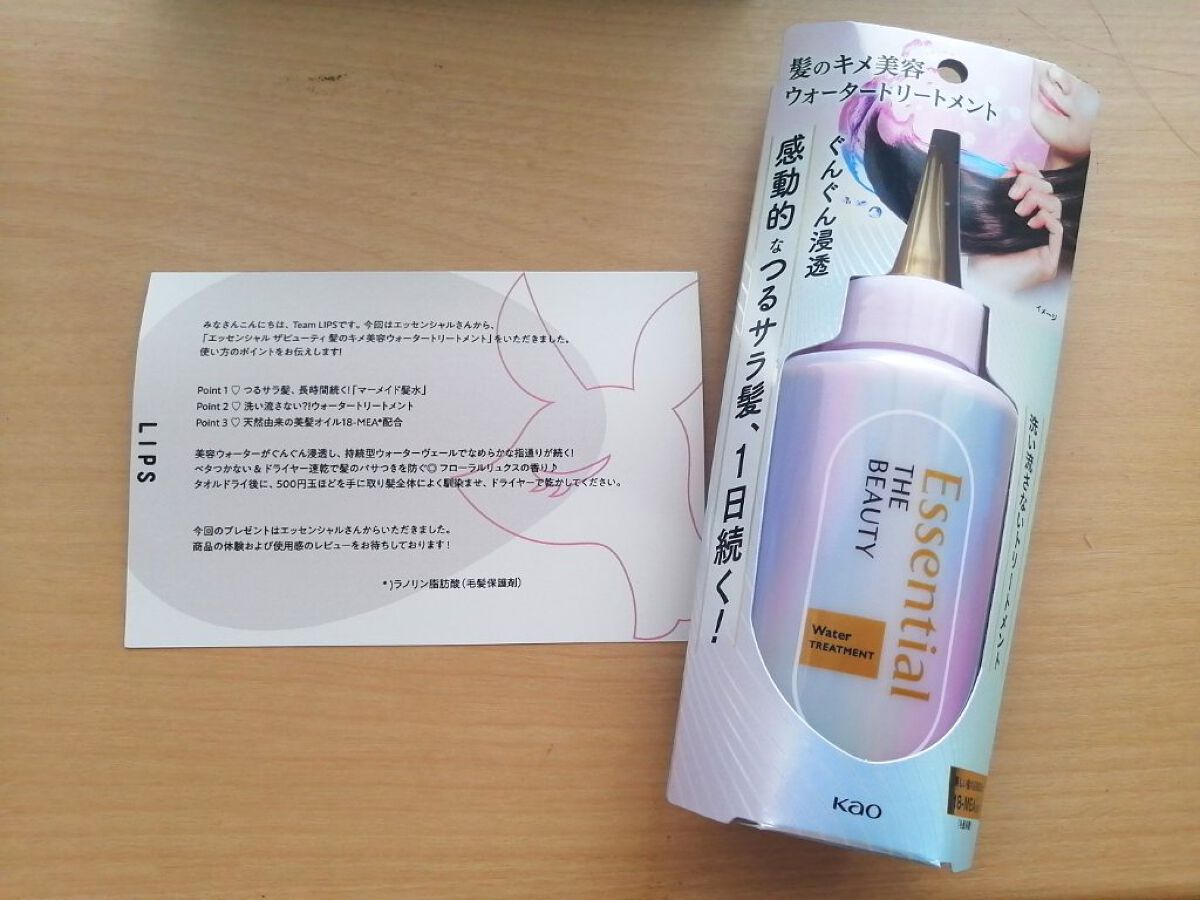 LIPS
みなさんこんにちは、Team LIPSです。今回はエッセンシャルさんから、
「エッセンシャル ザビューティ 髪のキメ美容ウォータートリートメント」をいただきました。
使い方のポイントをお伝えします!
Point 1 ♡ つるサラ髪、長時間続く!「マーメイド髪水」
Point 2 ♡ 洗い流さない?!ウォータートリートメント
Point 3 ♡ 天然由来の美髪オイル18-MEA*配合
美容ウォーターがぐんぐん浸透し、持続型ウォーターヴェールでなめらかな指通りが続く!
ベタつかない & ドライヤー速乾で髪のパサつきを防ぐ◎ フローラルリュクスの香り♪
タオルドライ後に、500円玉ほどを手に取り髪全体によく馴染ませ、ドライヤーで乾かしてください。
今回のプレゼントはエッセンシャルさんからいただきました。
商品の体験および使用感のレビューをお待ちしております!
*)ラノリン脂肪酸(毛髪保護剤)
髪のキメ美容
ウォータートリートメント
ぐんぐん浸透
感動的なつるサラ髪、1日続く!
イメージ
洗い流さないトリートメント
Essential
THE
BEAUTY
Water
TREATMENT
Kao
18-MEA